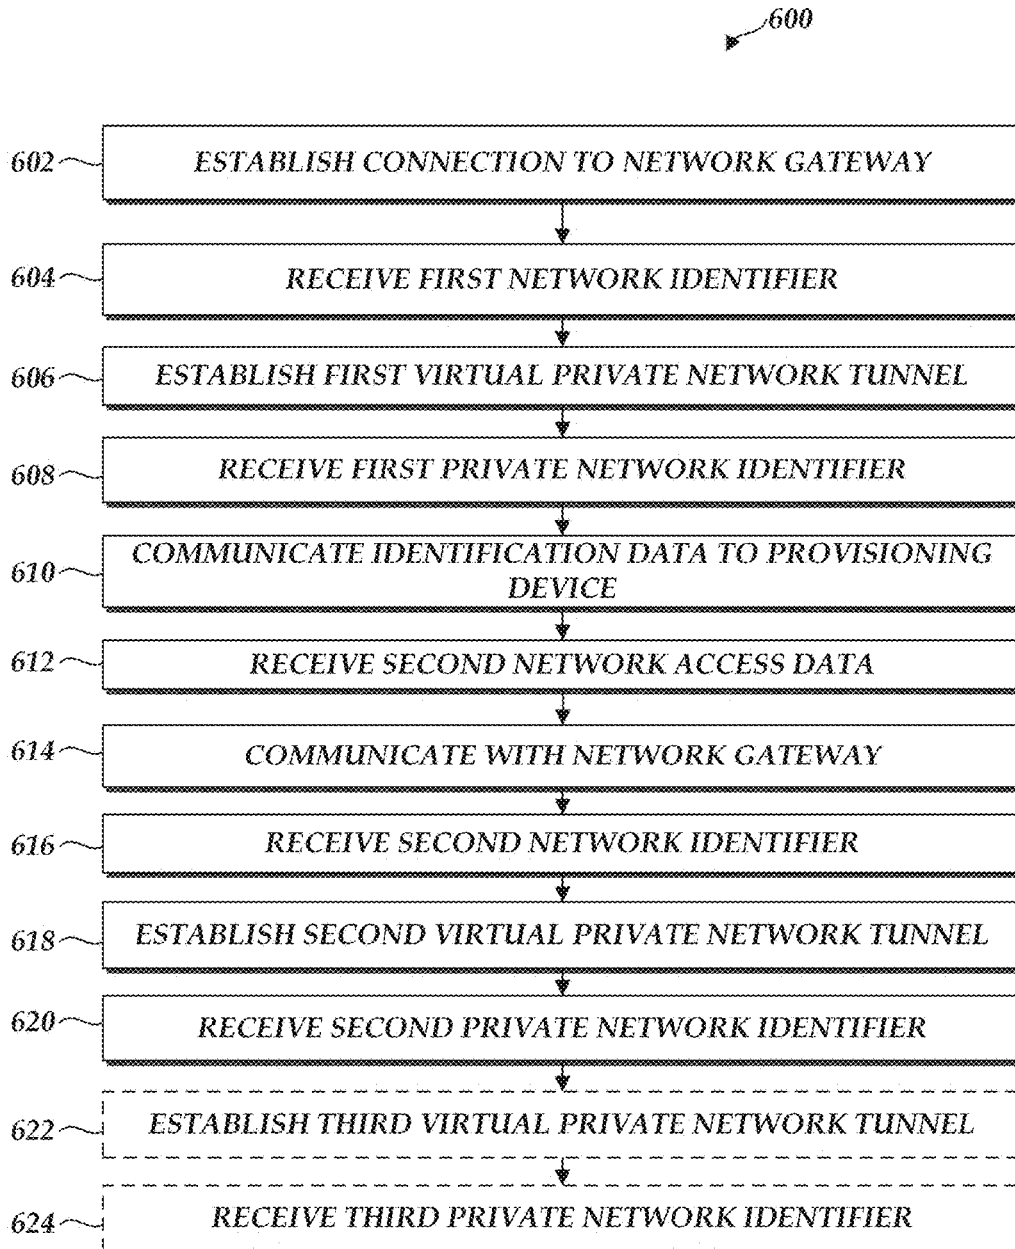 600
602 ESTABLISH CONNECTION TO NETWORK GATEWAY
604 RECEIVE FIRST NETWORK IDENTIFIER
606 ESTABLISH FIRST VIRTUAL PRIVATE NETWORK TUNNEL
608 RECEIVE FIRST PRIVATE NETWORK IDENTIFIER
610 COMMUNICATE IDENTIFICATION DATA TO PROVISIONING
DEVICE
612 RECEIVE SECOND NETWORK ACCESS DATA
614 COMMUNICATE WITH NETWORK GATEWAY
616 RECEIVE SECOND NETWORK IDENTIFIER
618 ESTABLISH SECOND VIRTUAL PRIVATE NETWORK TUNNEL
620 RECEIVE SECOND PRIVATE NETWORK IDENTIFIER
622 ESTABLISH THIRD VIRTUAL PRIVATE NETWORK TUNNEL
624 RECEIVE THIRD PRIVATE NETWORK IDENTIFIER